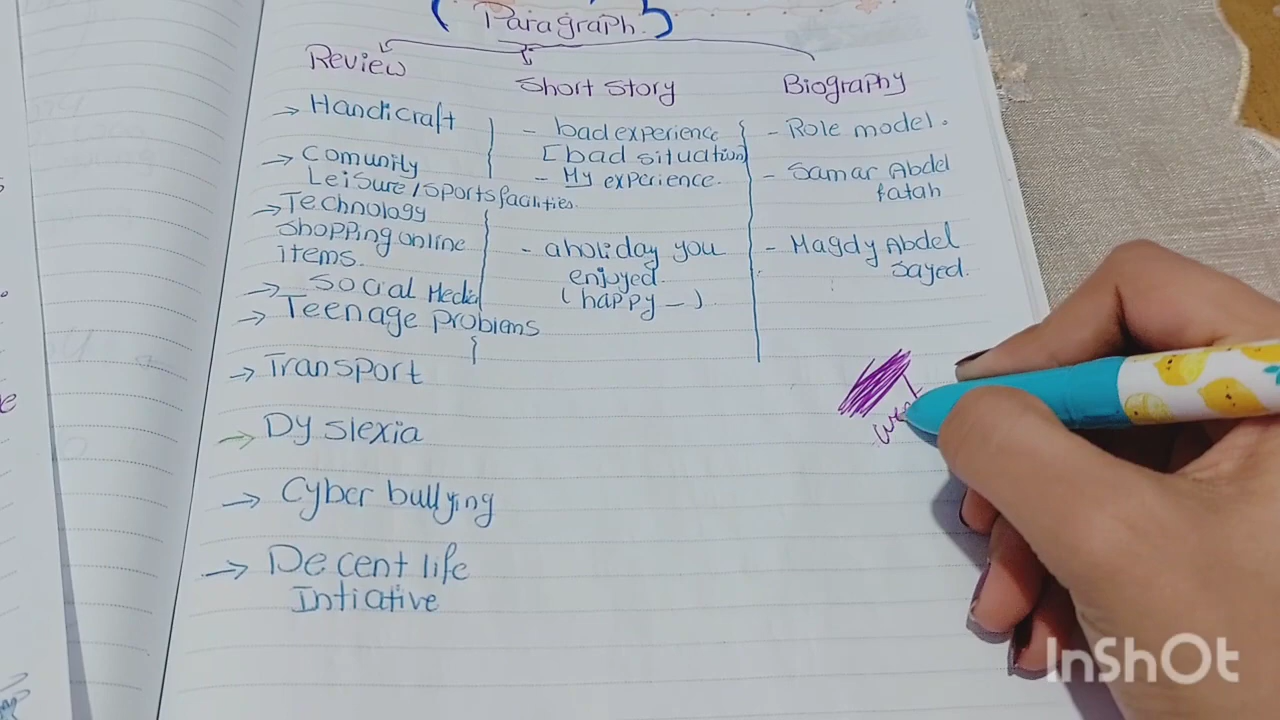 ( Paragraph. )
Review
Short story
Biography
→ Handicraft
→ Comunity
Leisure / sports facilities.
→ Technology
Shopping online
items.
→ Social Media
→ Teenage problems
→ Transport
→ Dyslexia
→ Cyber bullying
→ Decent life
Intiative
- bad experience
[bad situation]
- My experience.
- a holiday you
enjuyed.
( happy - )
- Role model.
- Samar Abdel
fatah
- Magdy Abdel
Sayed.
InShOt